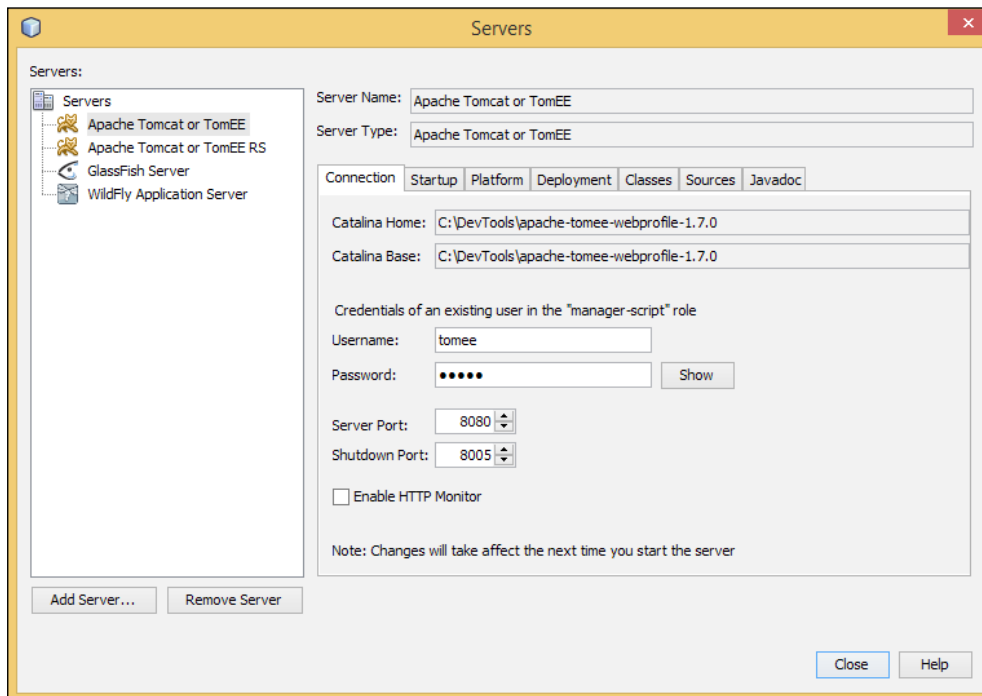 Servers
Servers:
Servers
Apache Tomcat or TomEE
Apache Tomcat or TomEE RS
GlassFish Server
WildFly Application Server
Add Server...
Remove Server
Server Name: Apache Tomcat or TomEE
Server Type: Apache Tomcat or TomEE
Connection Startup Platform Deployment Classes Sources Javadoc
Catalina Home: C:\DevTools\apache-tomee-webprofile-1.7.0
Catalina Base: C:\DevTools\apache-tomee-webprofile-1.7.0
Credentials of an existing user in the "manager-script" role
Username: tomee
Password: ●●●●● Show
Server Port: 8080
Shutdown Port: 8005
Enable HTTP Monitor
Note: Changes will take affect the next time you start the server
Close Help